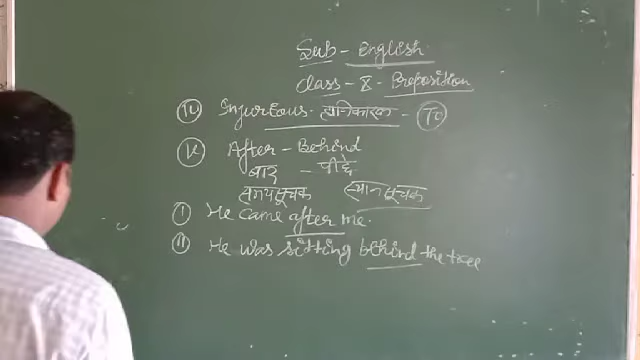 Sub - English
Class - X - Preposition
(IV) Injurious - हानिकारक - (To)
(V) After - Behind
बाद - पीछे
समयसूचक स्थानसूचक
(I) He came after me.
(II) He was sitting behind the tree